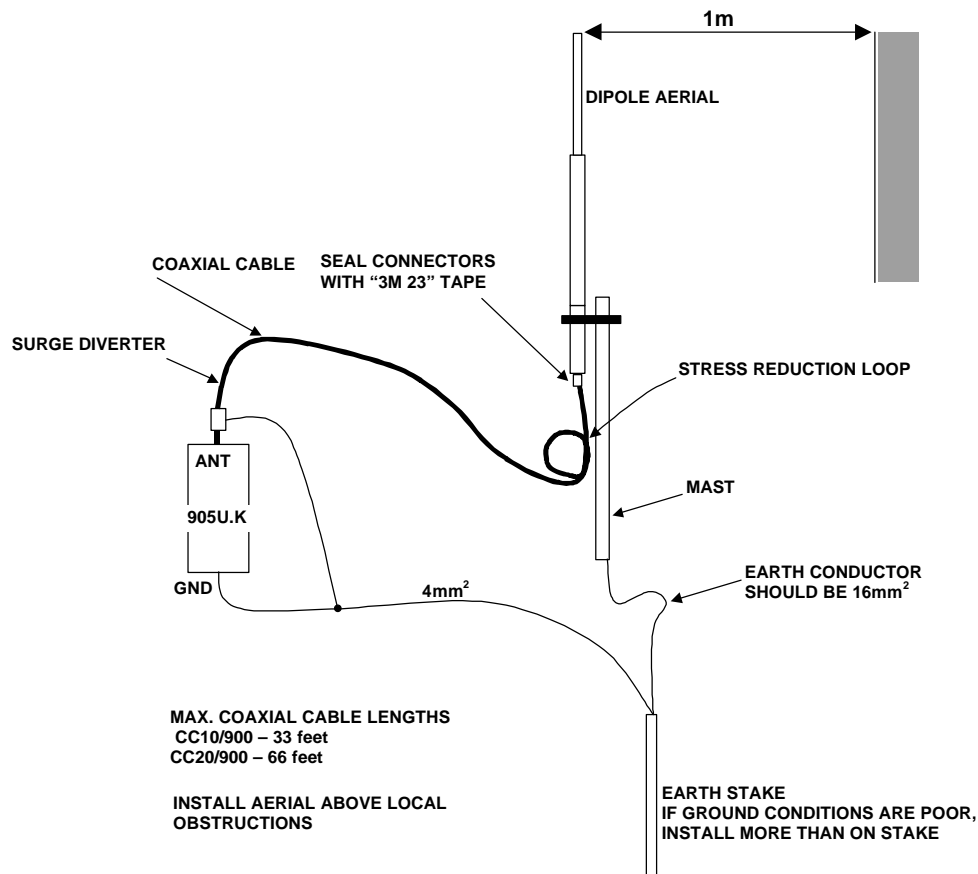 1m
DIPOLE AERIAL
COAXIAL CABLE
SEAL CONNECTORS
WITH “3M 23” TAPE
SURGE DIVERTER
STRESS REDUCTION LOOP
ANT
MAST
905U.K
GND
4mm²
EARTH CONDUCTOR
SHOULD BE 16mm²
MAX. COAXIAL CABLE LENGTHS
CC10/900 – 33 feet
CC20/900 – 66 feet
INSTALL AERIAL ABOVE LOCAL
OBSTRUCTIONS
EARTH STAKE
IF GROUND CONDITIONS ARE POOR,
INSTALL MORE THAN ON STAKE